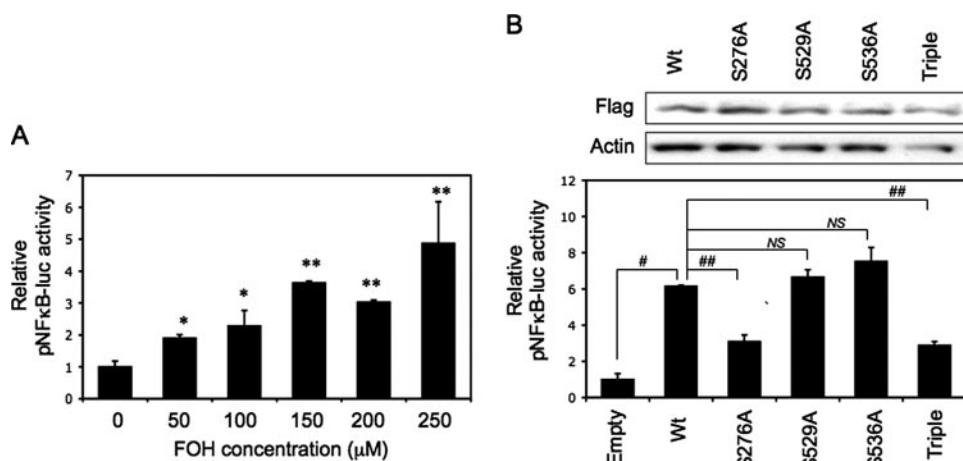 A
Relative
pNFκB-luc activity
7
6
5
4
3
2
1
0
*
*
**
**
**
0 50 100 150 200 250
FOH concentration (μM)
B
Wt S276A S529A S536A Triple
Flag
Actin
Relative
pNFκB-luc activity
12
10
8
6
4
2
0
##
NS
NS
#
##
Empty Wt S276A S529A S536A Triple